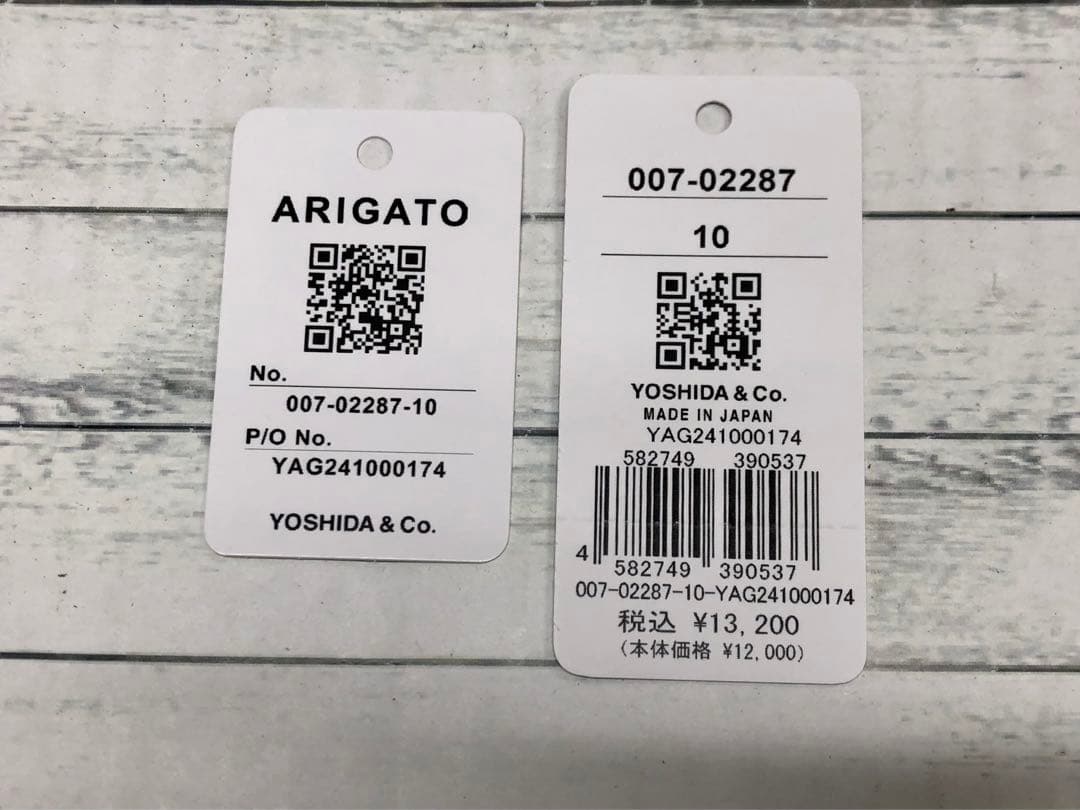 ARIGATO
No.
007-02287-10
P/O No.
YAG241000174
YOSHIDA & Co.
007-02287
10
YOSHIDA & Co.
MADE IN JAPAN
YAG241000174
582749 390537
4 582749 390537
007-02287-10-YAG241000174
税込 ¥13,200
(本体価格 ¥12,000)